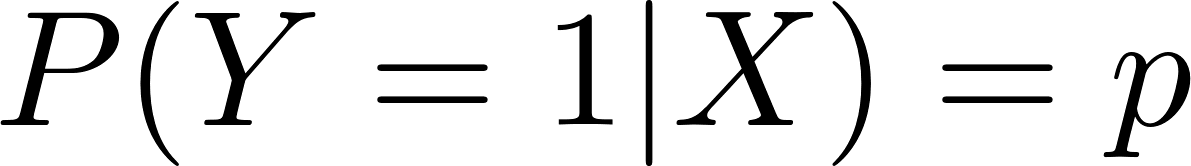 P(Y = 1|X) = p